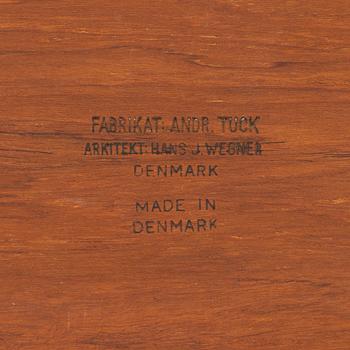 FABRIKAT: ANDR. TUCK
ARKITEKT: HANS J. WEGNER
DENMARK
MADE IN
DENMARK